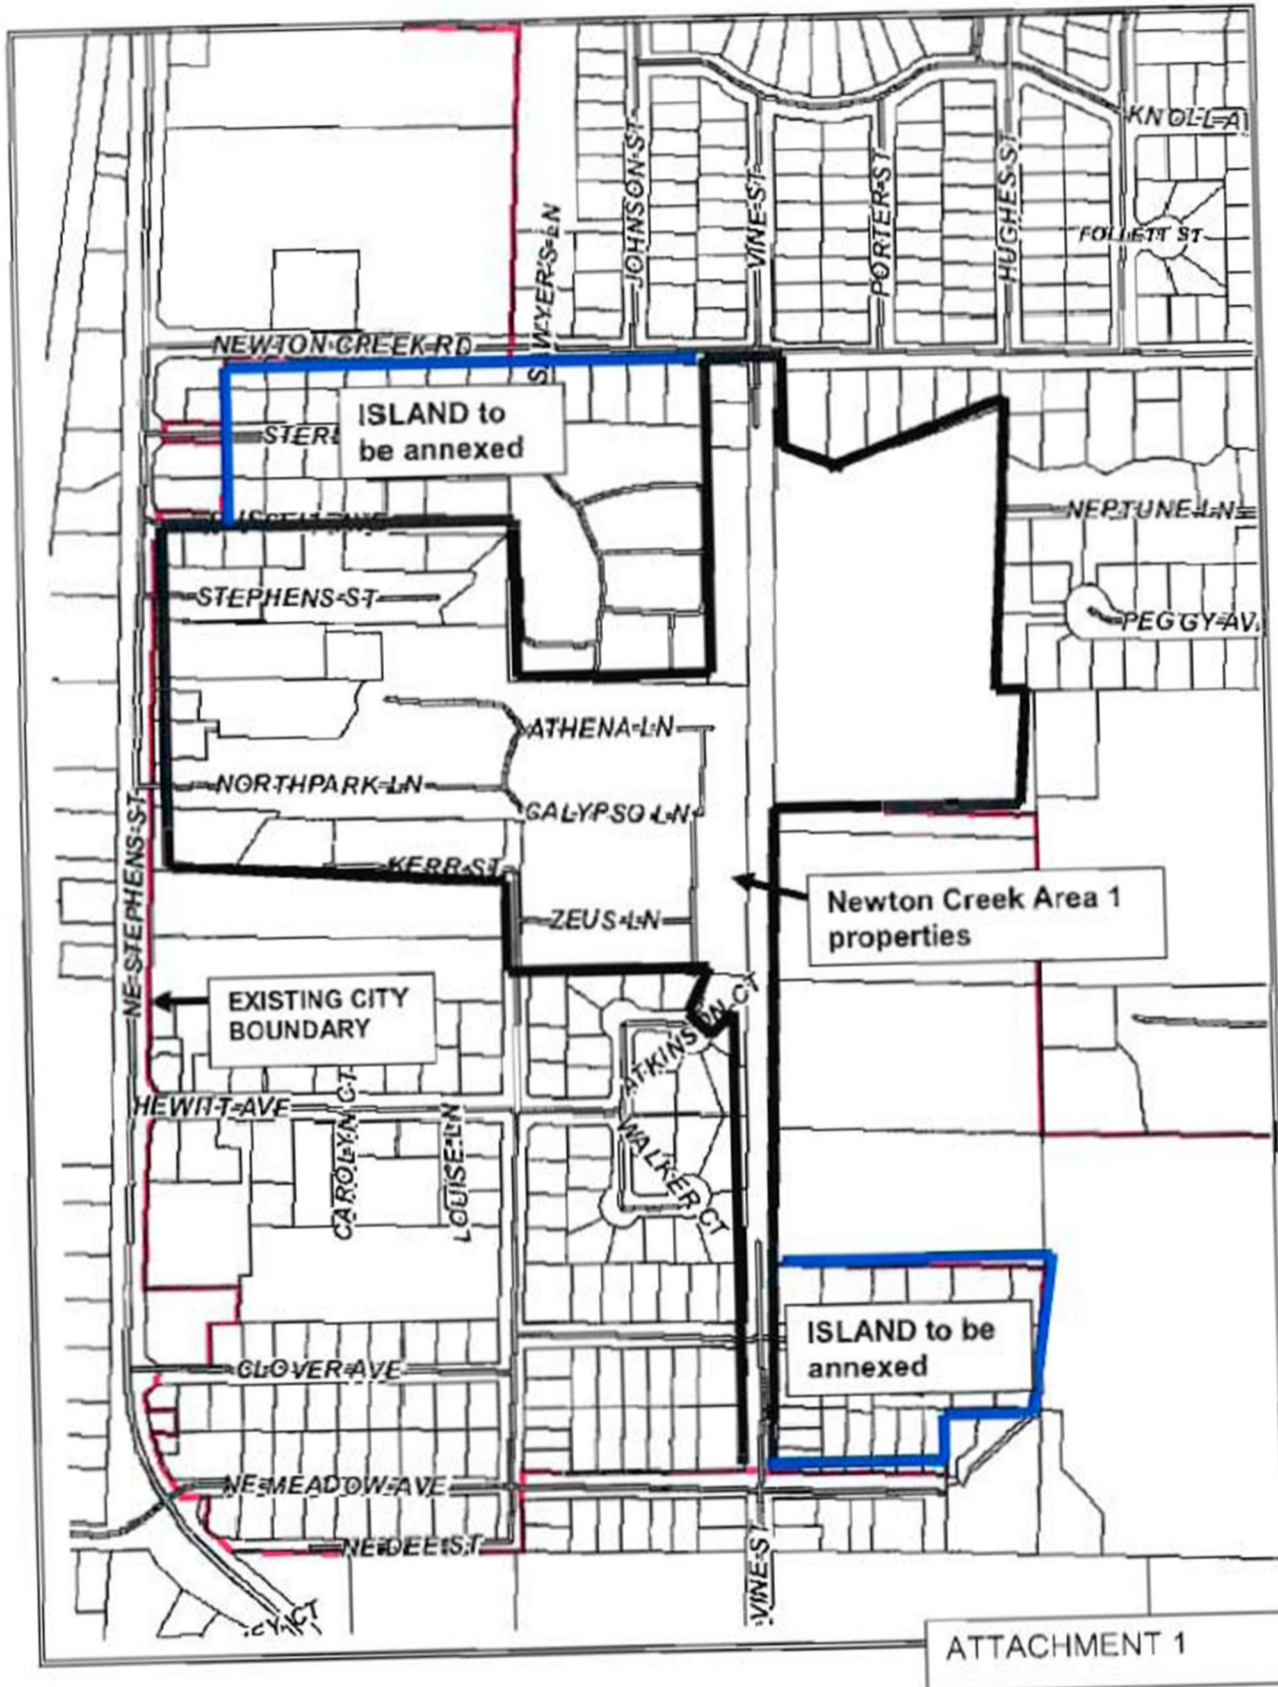 KNOLL A
JOHNSON ST
VINE ST
PORTER ST
HUGHES ST
FOLLETT ST
NEWTON CREEK RD
ISLAND to
be annexed
NEPTUNE LN
STEPHENS ST
PEGGY AV
ATHENA LN
NORTHPARK LN
CALYPSO LN
NE STEPHENS ST
KERR ST
Newton Creek Area 1
properties
ZEUS LN
EXISTING CITY
BOUNDARY
ATKINSON CT
HEWITT AVE
CAROLYN CT
LOUISE LN
WALKER CT
ISLAND to be
annexed
CLOVER AVE
NE MEADOW AVE
NE DEE ST
VINE ST
ATTACHMENT 1